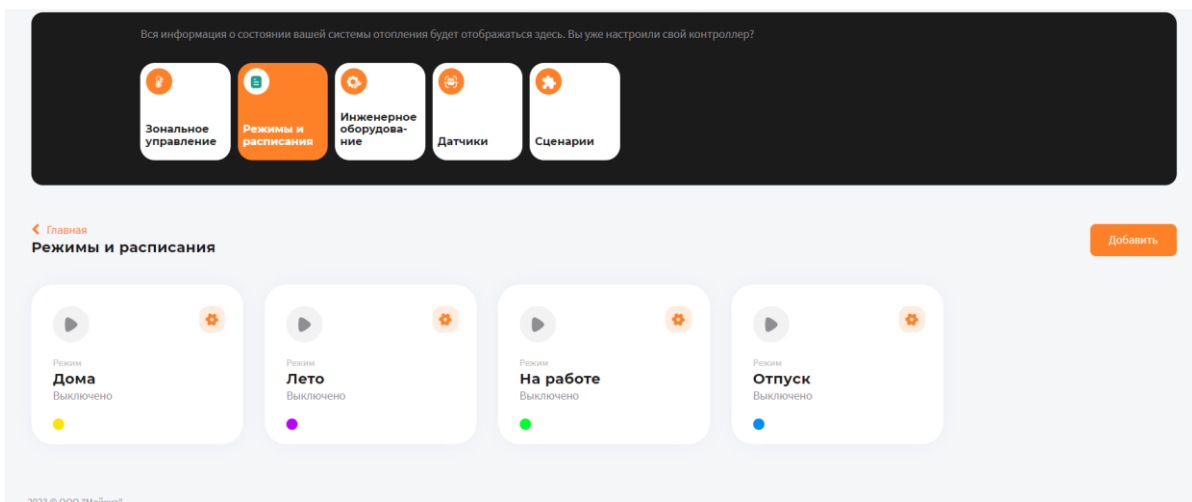 Вся информация о состоянии вашей системы отопления будет отображаться здесь. Вы уже настроили свой контроллер?
Зональное
управление
Режимы и
расписания
Инженерное
оборудова-
ние
Датчики
Сценарии
Главная
Режимы и расписания
Добавить
Режим
Дома
Выключено
Режим
Лето
Выключено
Режим
На работе
Выключено
Режим
Отпуск
Выключено
2023 © ООО